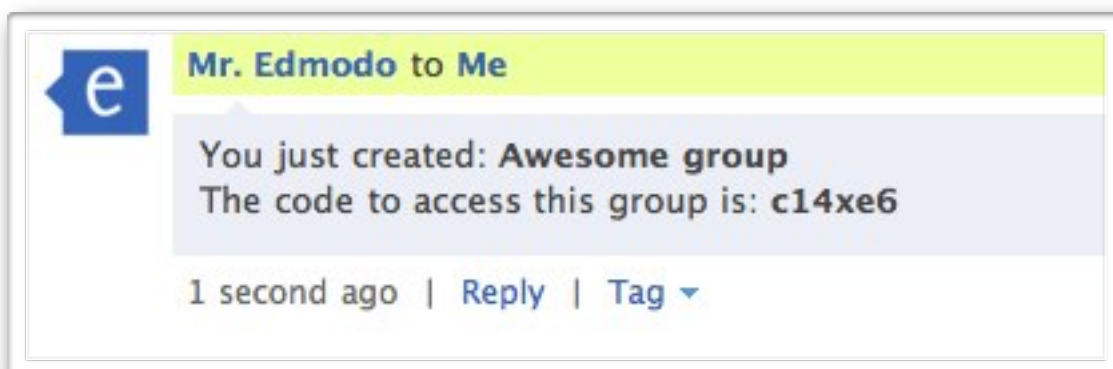 e
Mr. Edmodo to Me
You just created: Awesome group
The code to access this group is: c14xe6
1 second ago | Reply | Tag